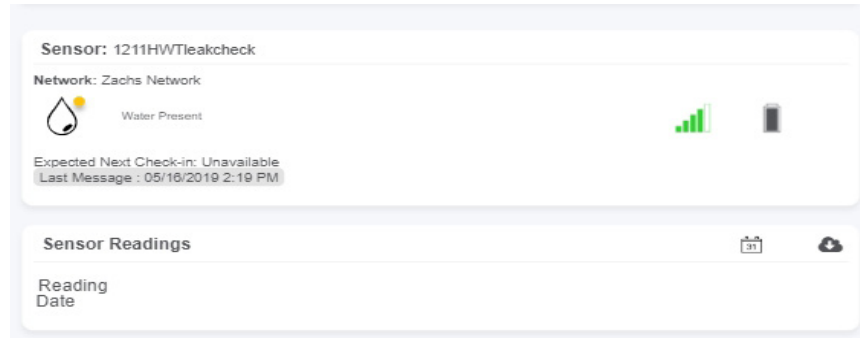 Sensor: 1211HWTleakcheck
Network: Zachs Network
Water Present
Expected Next Check-in: Unavailable
Last Message : 05/16/2019 2:19 PM
Sensor Readings
31
Reading
Date